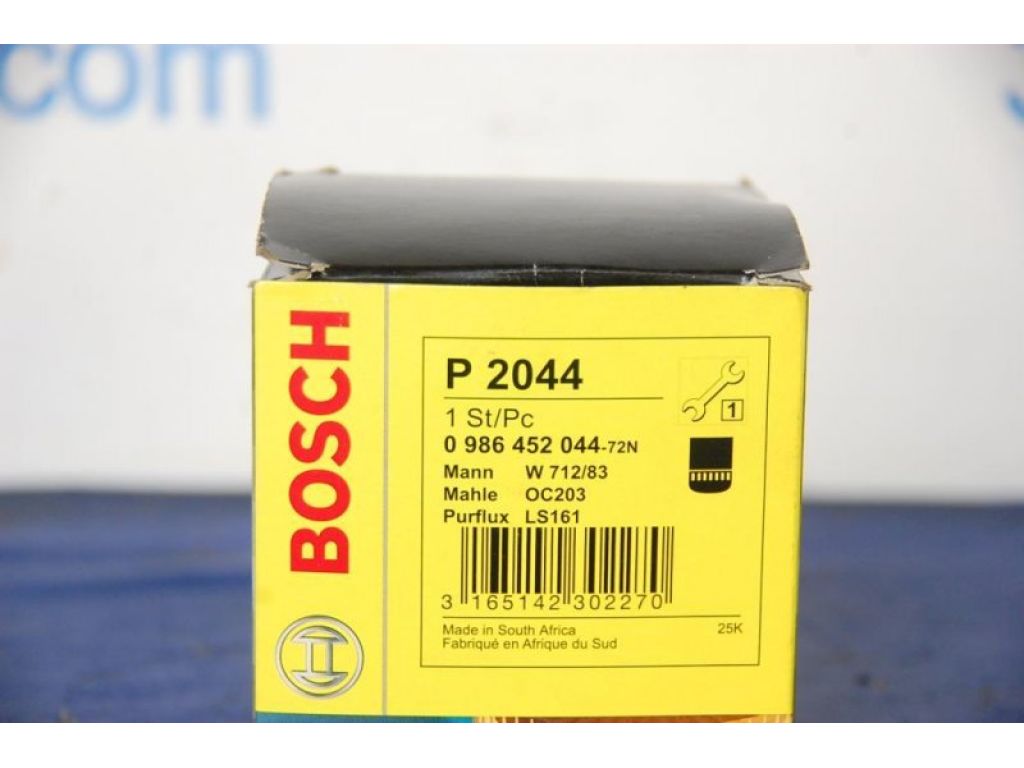 .com
BOSCH
P 2044
1
1 St/Pc
0 986 452 044-72N
Mann W 712/83
Mahle OC203
Purflux LS161
3 165142 302270
Made in South Africa 25K
Fabriqué en Afrique du Sud